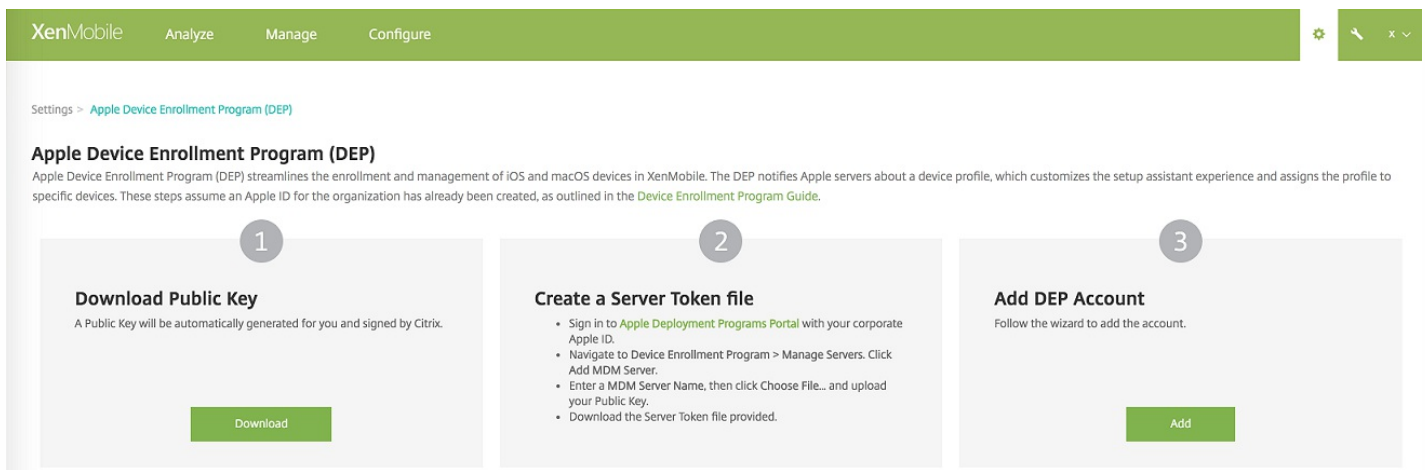 XenMobile Analyze Manage Configure x
Settings > Apple Device Enrollment Program (DEP)
Apple Device Enrollment Program (DEP)
Apple Device Enrollment Program (DEP) streamlines the enrollment and management of iOS and macOS devices in XenMobile. The DEP notifies Apple servers about a device profile, which customizes the setup assistant experience and assigns the profile to
specific devices. These steps assume an Apple ID for the organization has already been created, as outlined in the Device Enrollment Program Guide.
1
Download Public Key
A Public Key will be automatically generated for you and signed by Citrix.
Download
2
Create a Server Token file
• Sign in to Apple Deployment Programs Portal with your corporate
Apple ID.
• Navigate to Device Enrollment Program > Manage Servers. Click
Add MDM Server.
• Enter a MDM Server Name, then click Choose File... and upload
your Public Key.
• Download the Server Token file provided.
3
Add DEP Account
Follow the wizard to add the account.
Add